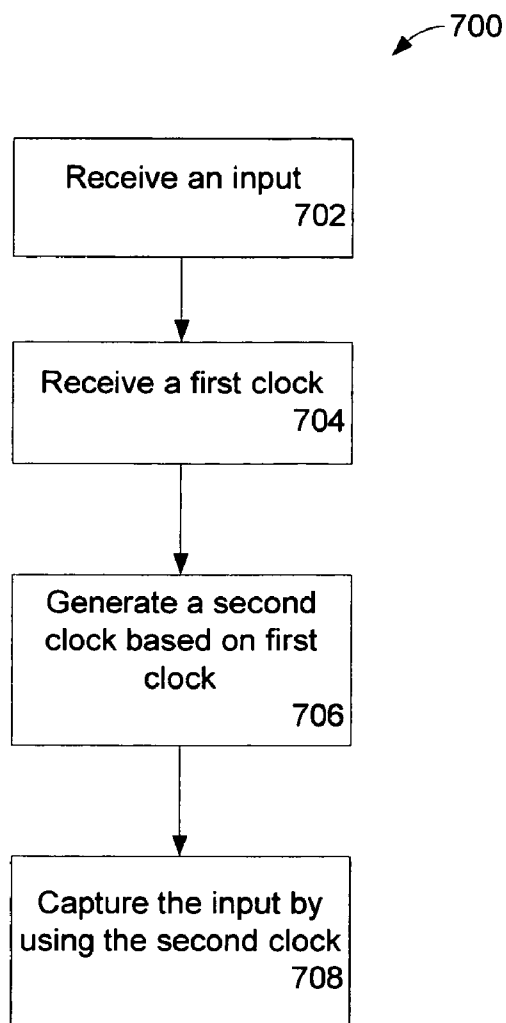 700
Receive an input
702
Receive a first clock
704
Generate a second
clock based on first
clock
706
Capture the input by
using the second clock
708